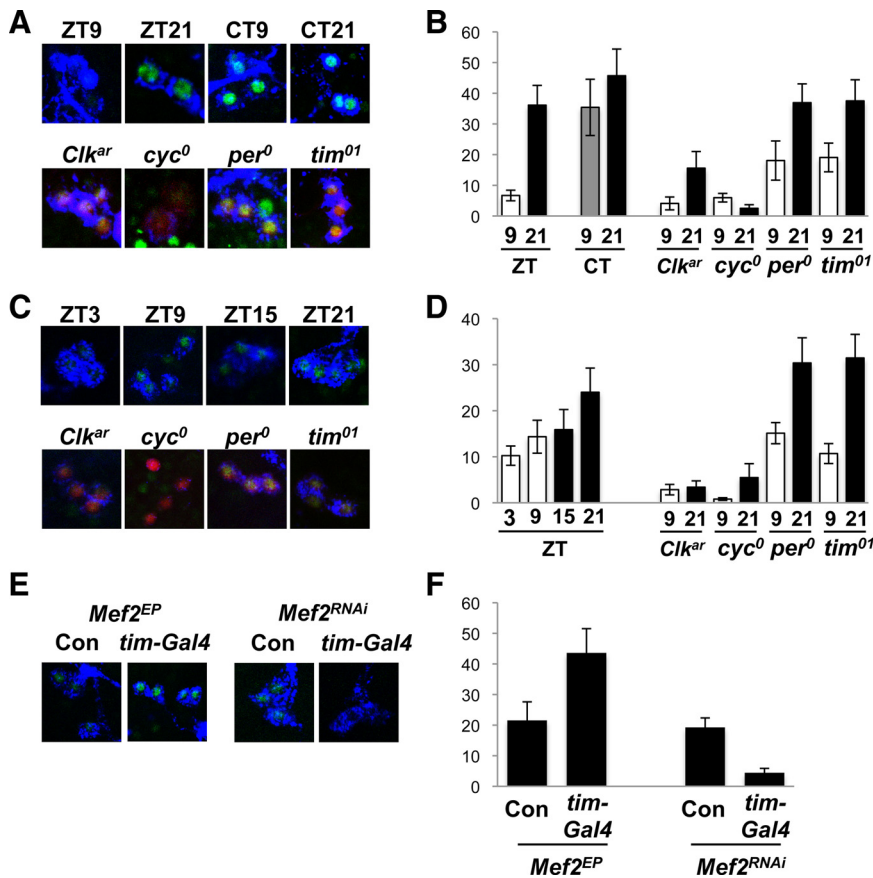 A
ZT9 ZT21 CT9 CT21
Clkar cyc0 per0 tim01
B
60
50
40
30
20
10
0
9 21 9 21 9 21 9 21 9 21 9 21
ZT CT Clkar cyc0 per0 tim01
C
ZT3 ZT9 ZT15 ZT21
Clkar cyc0 per0 tim01
D
40
30
20
10
0
3 9 15 21 9 21 9 21 9 21 9 21
ZT Clkar cyc0 per0 tim01
E
Mef2EP Mef2RNAi
Con tim-Gal4 Con tim-Gal4
F
60
50
40
30
20
10
0
Con tim- Con tim-
Gal4 Gal4
Mef2EP Mef2RNAi